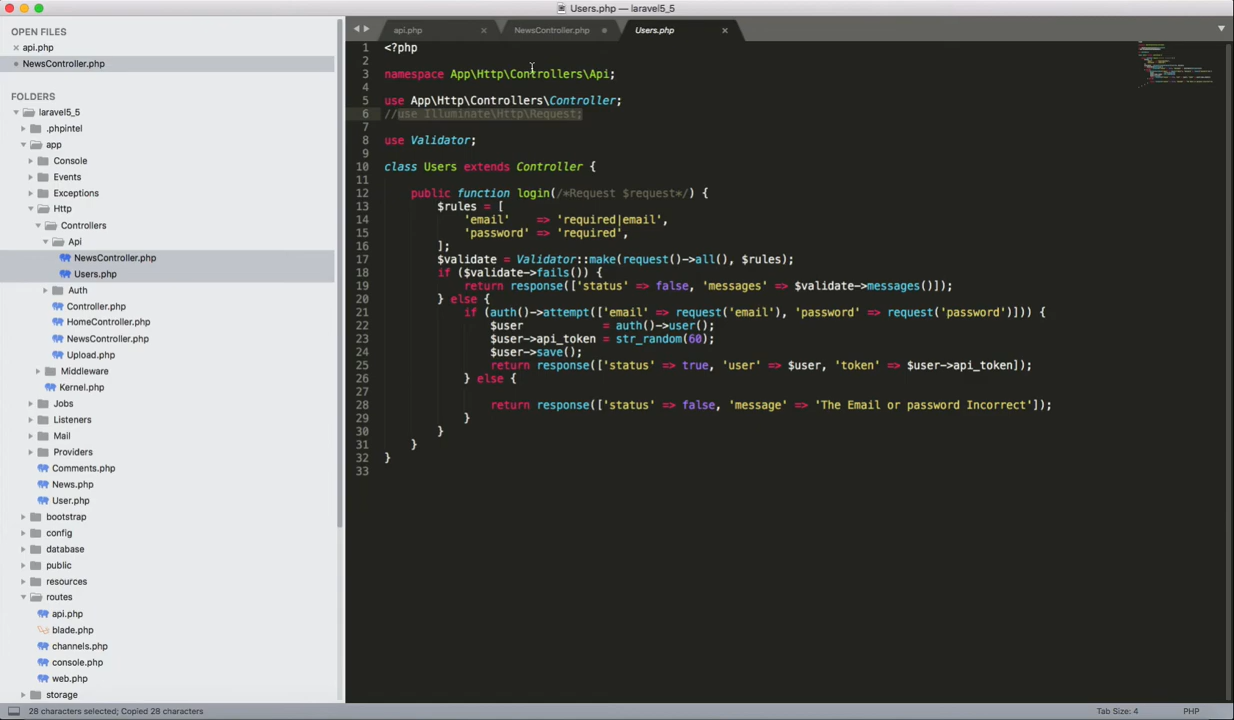 Users.php — laravel5_5
OPEN FILES
api.php
NewsController.php
FOLDERS
laravel5_5
.phpintel
app
Console
Events
Exceptions
Http
Controllers
Api
NewsController.php
Users.php
Auth
Controller.php
HomeController.php
NewsController.php
Upload.php
Middleware
Kernel.php
Jobs
Listeners
Mail
Providers
Comments.php
News.php
User.php
bootstrap
config
database
public
resources
routes
api.php
blade.php
channels.php
console.php
web.php
storage
api.php
NewsController.php
Users.php
1 <?php
2
3 namespace App\Http\Controllers\Api;
4
5 use App\Http\Controllers\Controller;
6 //use Illuminate\Http\Request;
7
8 use Validator;
9
10 class Users extends Controller {
11
12     public function login(/*Request $request*/) {
13         $rules = [
14             'email'    => 'required|email',
15             'password' => 'required',
16         ];
17         $validate = Validator::make(request()->all(), $rules);
18         if ($validate->fails()) {
19             return response(['status' => false, 'messages' => $validate->messages()]);
20         } else {
21             if (auth()->attempt(['email' => request('email'), 'password' => request('password')])) {
22                 $user            = auth()->user();
23                 $user->api_token = str_random(60);
24                 $user->save();
25                 return response(['status' => true, 'user' => $user, 'token' => $user->api_token]);
26             } else {
27
28                 return response(['status' => false, 'message' => 'The Email or password Incorrect']);
29             }
30         }
31     }
32 }
33
28 characters selected; Copied 28 characters
Tab Size: 4
PHP